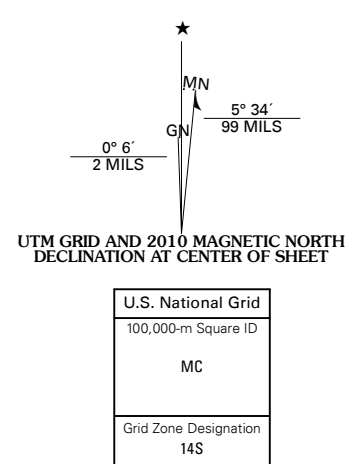 MN
GN
5° 34´
99 MILS
0° 6´
2 MILS
UTM GRID AND 2010 MAGNETIC NORTH
DECLINATION AT CENTER OF SHEET
U.S. National Grid
100,000-m Square ID
MC
Grid Zone Designation
14S